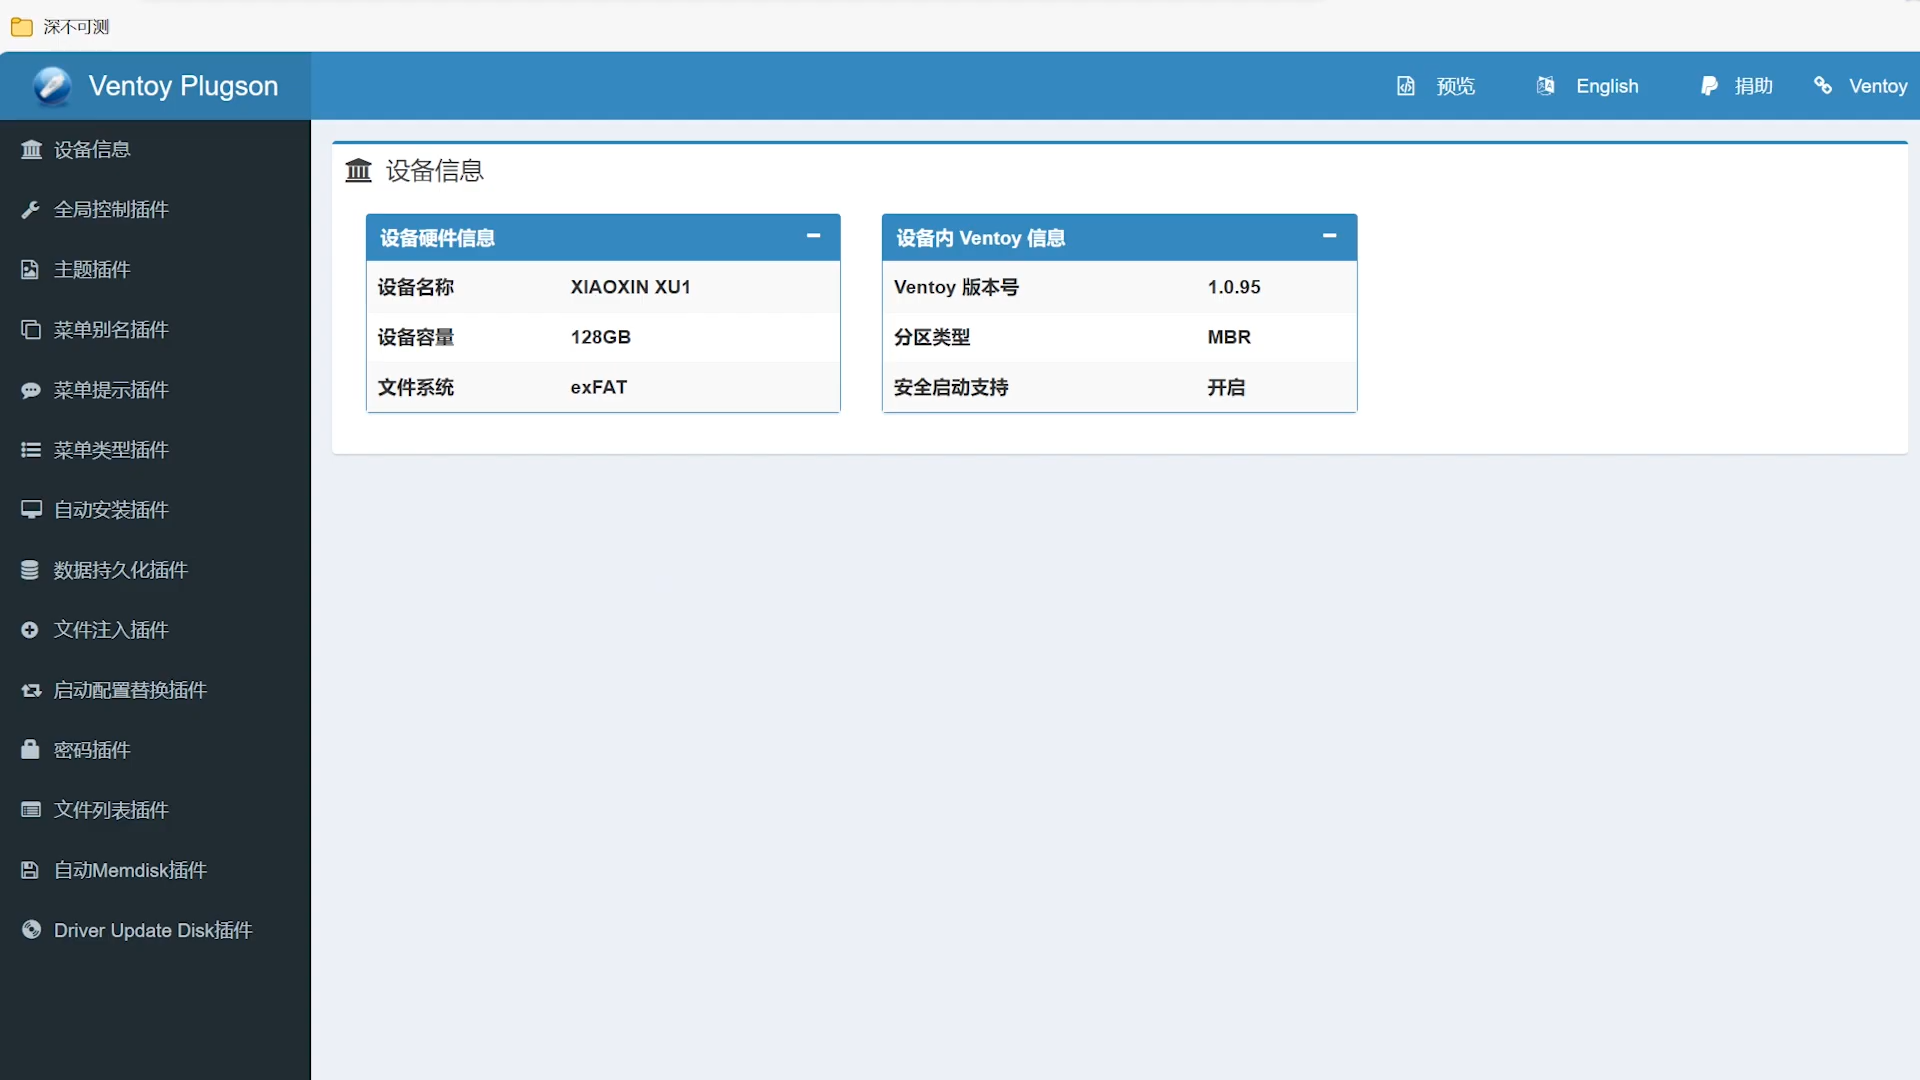 深不可测
Ventoy Plugson
预览
English
捐助
Ventoy
设备信息
全局控制插件
主题插件
菜单别名插件
菜单提示插件
菜单类型插件
自动安装插件
数据持久化插件
文件注入插件
启动配置替换插件
密码插件
文件列表插件
自动Memdisk插件
Driver Update Disk插件
设备信息
设备硬件信息
设备名称 XIAOXIN XU1
设备容量 128GB
文件系统 exFAT
设备内 Ventoy 信息
Ventoy 版本号 1.0.95
分区类型 MBR
安全启动支持 开启